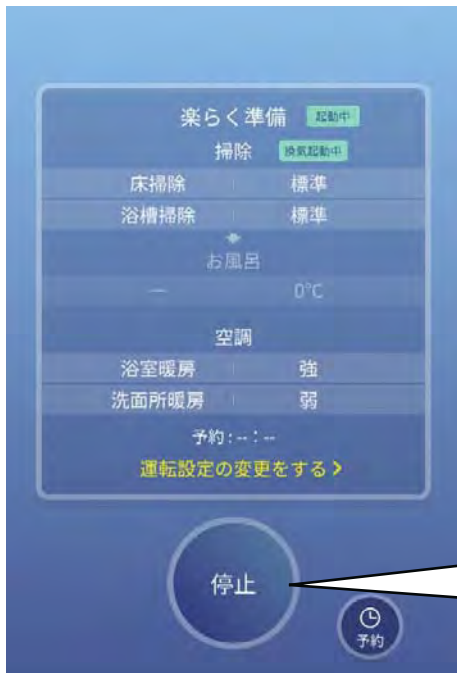 楽らく準備 起動中
掃除 換気起動中
床掃除 標準
浴槽掃除 標準
お風呂
— 0℃
空調
浴室暖房 強
洗面所暖房 弱
予約:--:--
運転設定の変更をする >
停止
予約